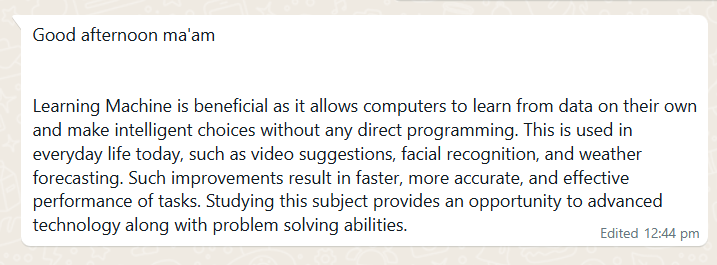 Good afternoon ma'am
Learning Machine is beneficial as it allows computers to learn from data on their own
and make intelligent choices without any direct programming. This is used in
everyday life today, such as video suggestions, facial recognition, and weather
forecasting. Such improvements result in faster, more accurate, and effective
performance of tasks. Studying this subject provides an opportunity to advanced
technology along with problem solving abilities.
Edited 12:44 pm